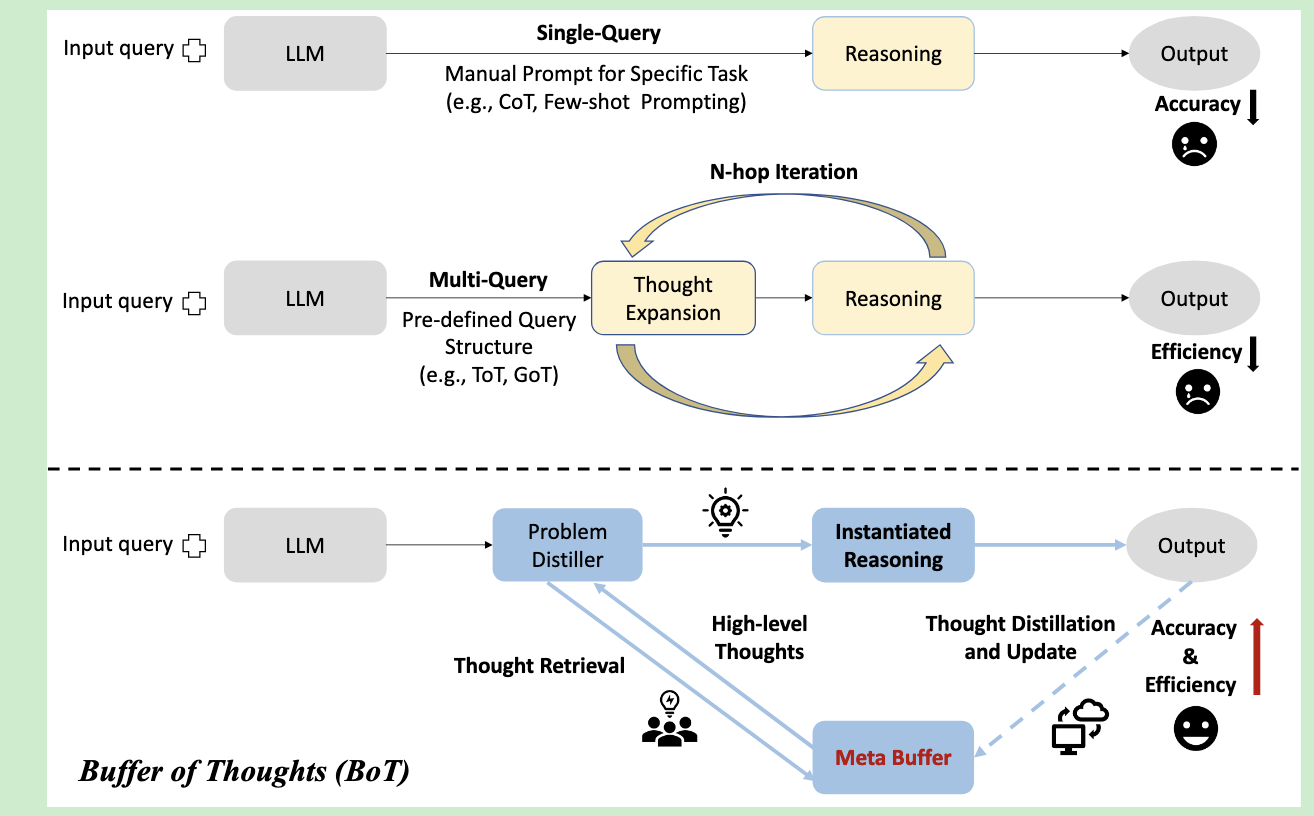 Input query
LLM
Single-Query
Manual Prompt for Specific Task
(e.g., CoT, Few-shot Prompting)
Reasoning
Output
Accuracy
N-hop Iteration
Input query
LLM
Multi-Query
Pre-defined Query
Structure
(e.g., ToT, GoT)
Thought
Expansion
Reasoning
Output
Efficiency
Input query
LLM
Problem
Distiller
Instantiated
Reasoning
Output
Thought Retrieval
High-level
Thoughts
Thought Distillation
and Update
Accuracy
&
Efficiency
Meta Buffer
Buffer of Thoughts (BoT)